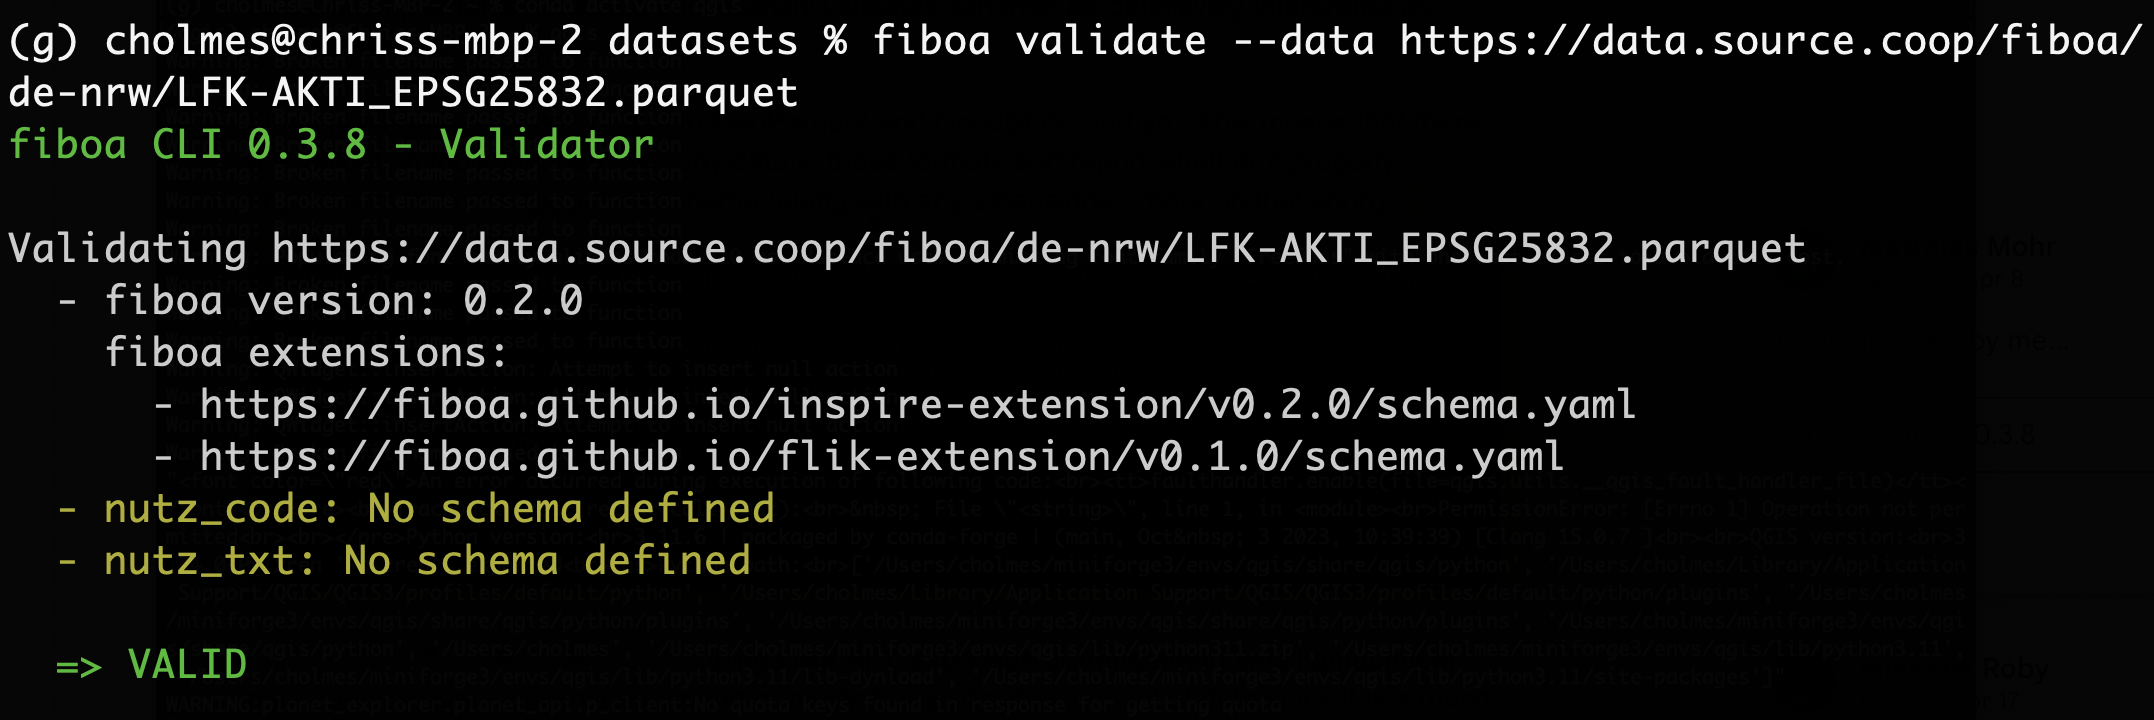 (g) cholmes@chriss-mbp-2 datasets % fiboa validate --data https://data.source.coop/fiboa/
de-nrw/LFK-AKTI_EPSG25832.parquet
fiboa CLI 0.3.8 - Validator
Validating https://data.source.coop/fiboa/de-nrw/LFK-AKTI_EPSG25832.parquet
- fiboa version: 0.2.0
fiboa extensions:
- https://fiboa.github.io/inspire-extension/v0.2.0/schema.yaml
- https://fiboa.github.io/flik-extension/v0.1.0/schema.yaml
- nutz_code: No schema defined
- nutz_txt: No schema defined
=> VALID